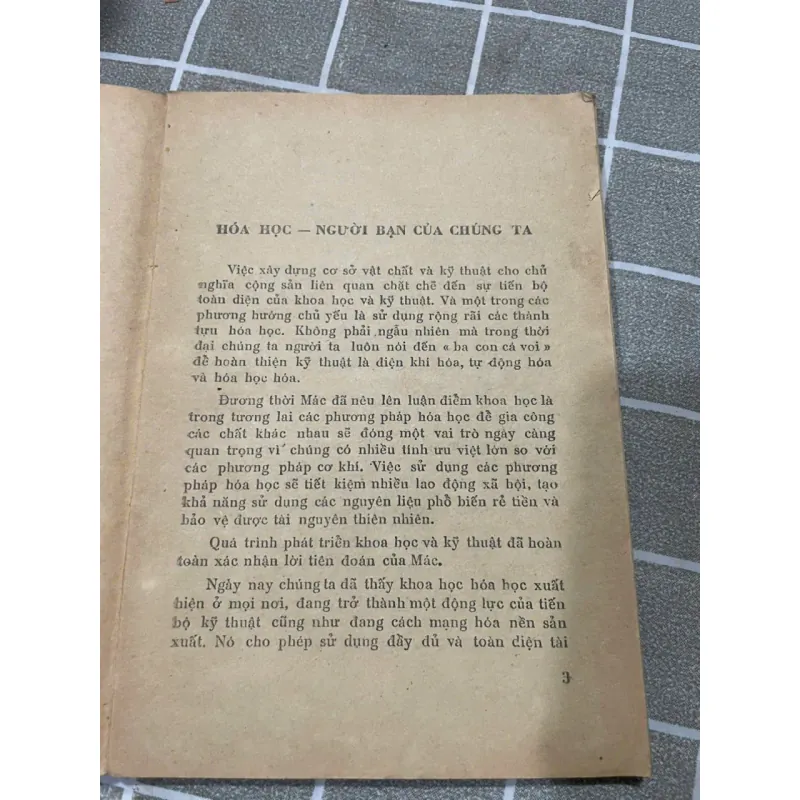 HÓA HỌC — NGƯỜI BẠN CỦA CHÚNG TA
Việc xây dựng cơ sở vật chất và kỹ thuật cho chủ
nghĩa cộng sản liên quan chặt chẽ đến sự tiến bộ
toàn diện của khoa học và kỹ thuật. Và một trong các
phương hướng chủ yếu là sử dụng rộng rãi các thành
tựu hóa học. Không phải ngẫu nhiên mà trong thời
đại chúng ta người ta luôn nói đến « ba con cá voi »
để hoàn thiện kỹ thuật là điện khí hóa, tự động hóa
và hóa học hóa.
Đương thời Mác đã nêu lên luận điểm khoa học là
trong tương lai các phương pháp hóa học để gia công
các chất khác nhau sẽ đóng một vai trò ngày càng
quan trọng vì chúng có nhiều tính ưu việt lớn so với
các phương pháp cơ khí. Việc sử dụng các phương
pháp hóa học sẽ tiết kiệm nhiều lao động xã hội, tạo
khả năng sử dụng các nguyên liệu phổ biến rẻ tiền và
bảo vệ được tài nguyên thiên nhiên.
Quá trình phát triển khoa học và kỹ thuật đã hoàn
toàn xác nhận lời tiên đoán của Mác.
Ngày nay chúng ta đã thấy khoa học hóa học xuất
hiện ở mọi nơi, đang trở thành một động lực của tiến
bộ kỹ thuật cũng như đang cách mạng hóa nền sản
xuất. Nó cho phép sử dụng đầy đủ và toàn diện tài
3